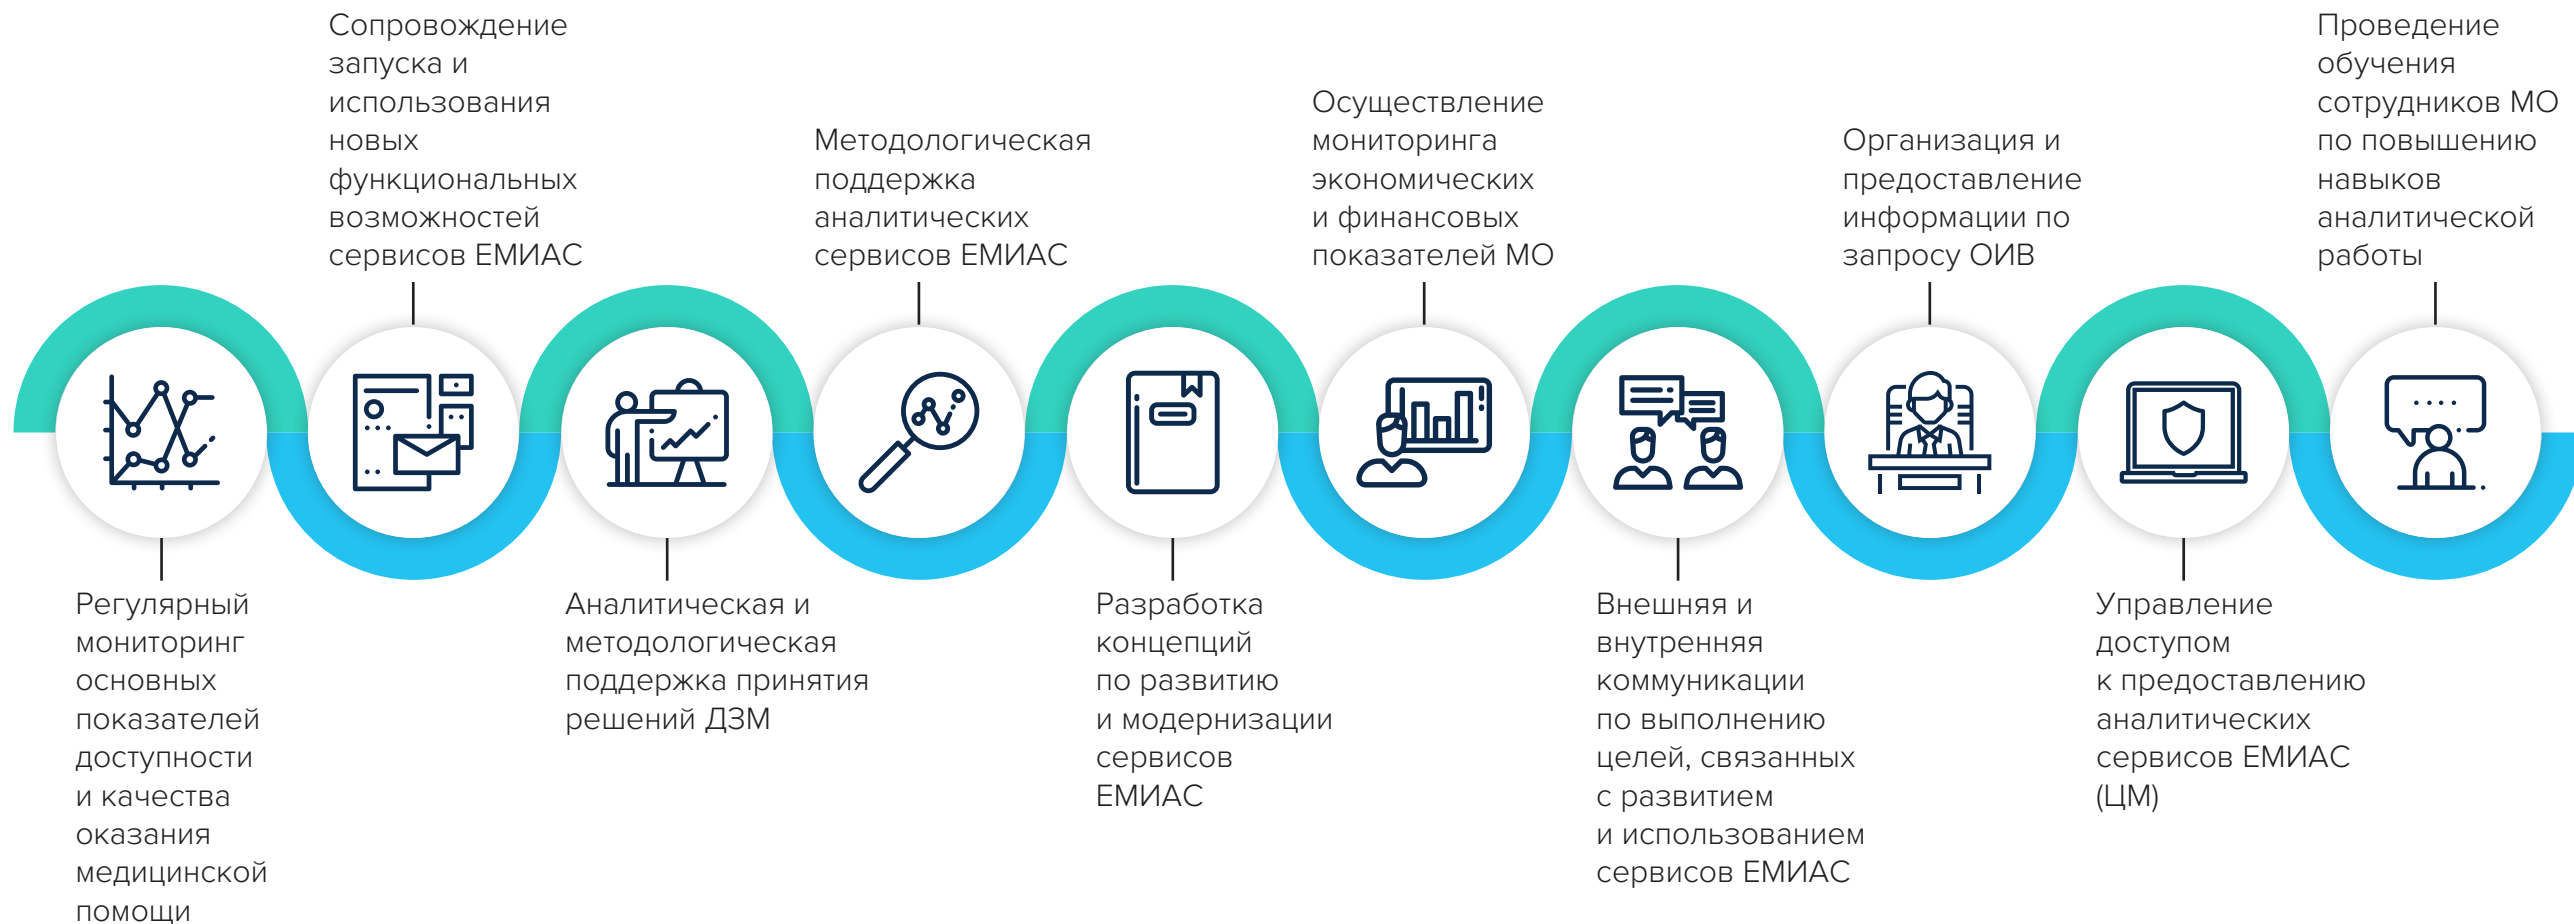 Регулярный
мониторинг
основных
показателей
доступности
и качества
оказания
медицинской
помощи
Сопровождение
запуска и
использования
новых
функциональных
возможностей
сервисов ЕМИАС
Аналитическая и
методологическая
поддержка принятия
решений ДЗМ
Методологическая
поддержка
аналитических
сервисов ЕМИАС
Разработка
концепций
по развитию
и модернизации
сервисов
ЕМИАС
Осуществление
мониторинга
экономических
и финансовых
показателей МО
Внешняя и
внутренняя
коммуникации
по выполнению
целей, связанных
с развитием
и использованием
сервисов ЕМИАС
Организация и
предоставление
информации по
запросу ОИВ
Управление
доступом
к предоставлению
аналитических
сервисов ЕМИАС
(ЦМ)
Проведение
обучения
сотрудников МО
по повышению
навыков
аналитической
работы